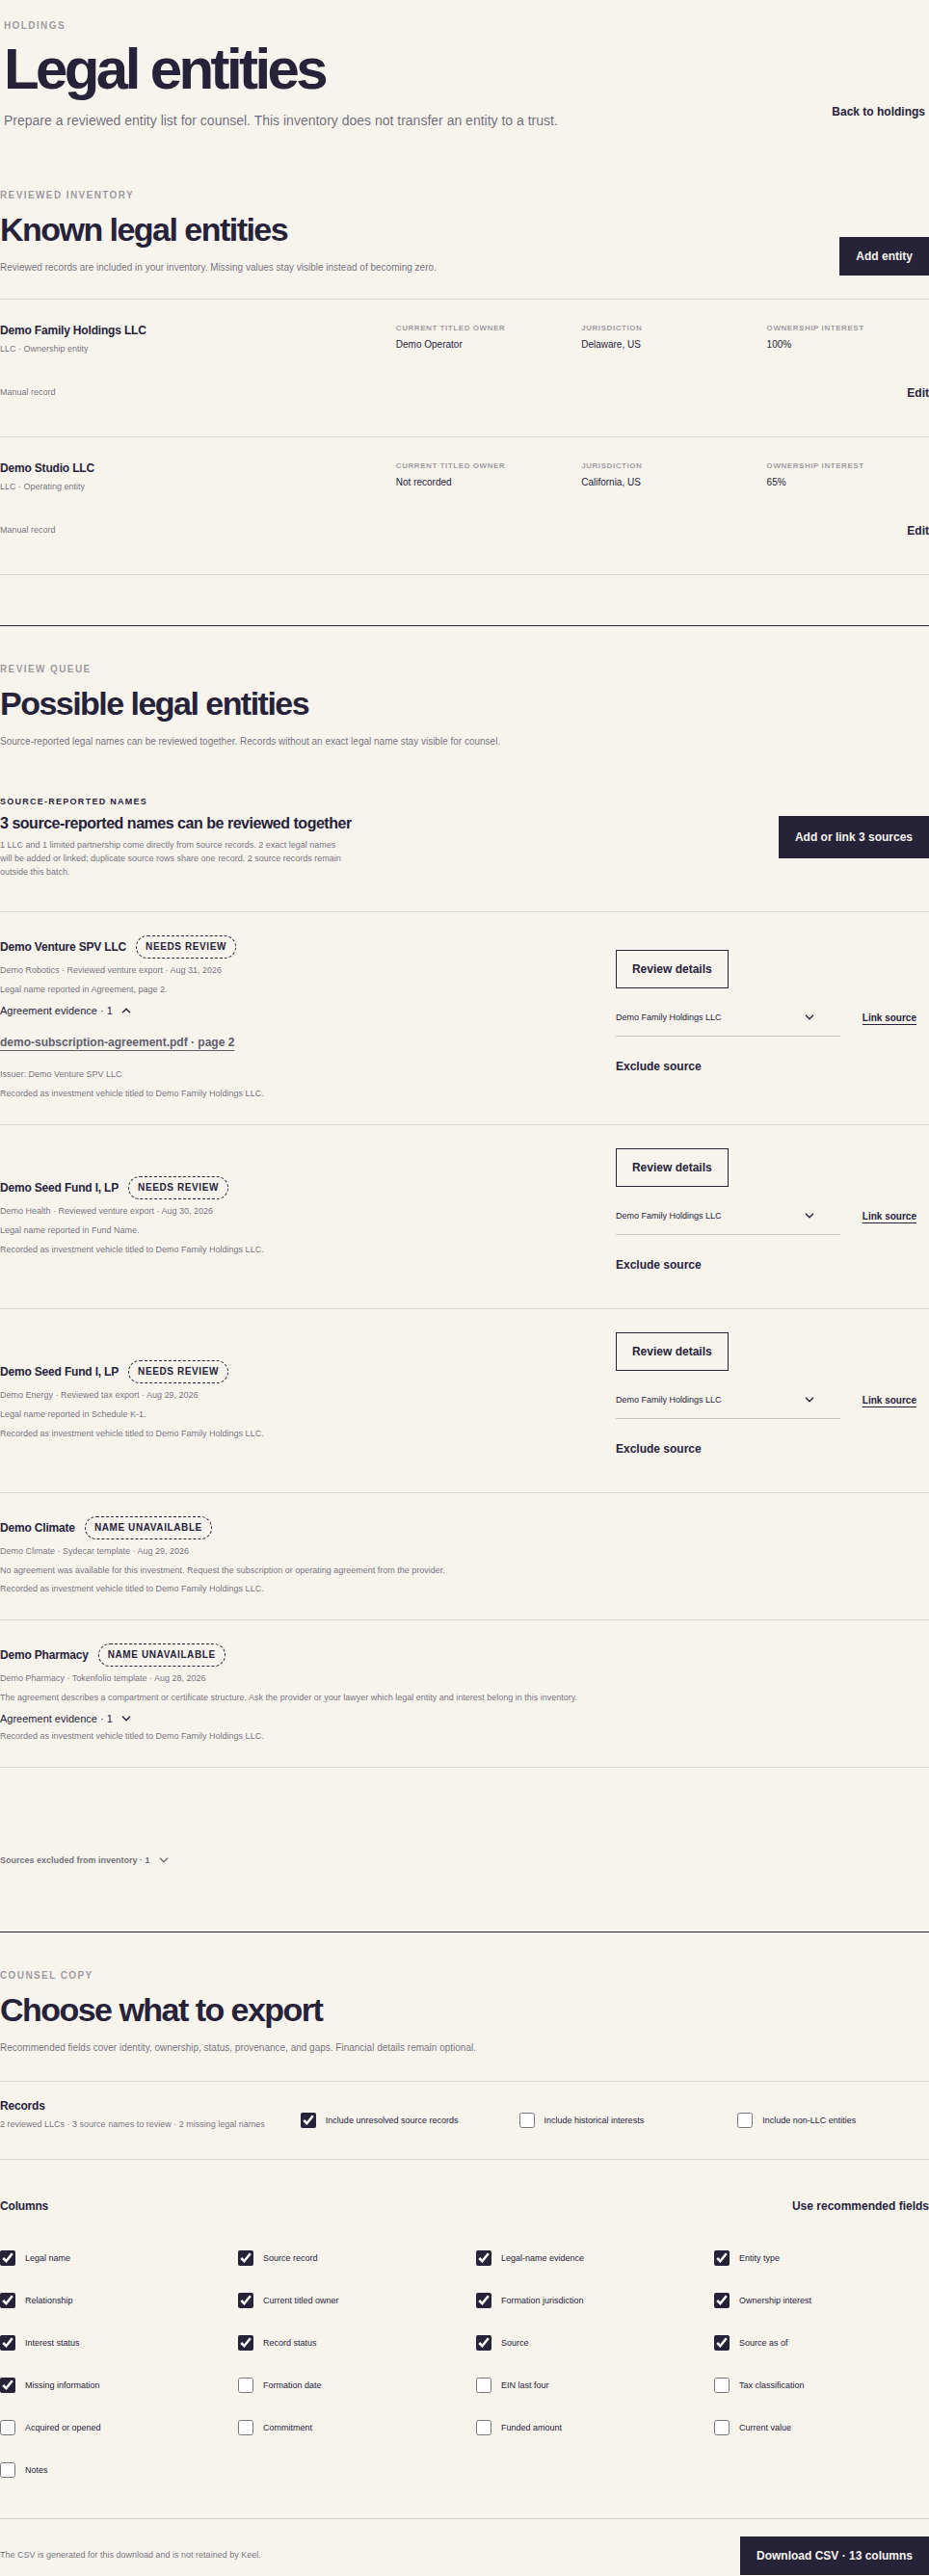 HOLDINGS
Legal entities
Prepare a reviewed entity list for counsel. This inventory does not transfer an entity to a trust.
Back to holdings
REVIEWED INVENTORY
Known legal entities
Reviewed records are included in your inventory. Missing values stay visible instead of becoming zero.
Add entity
Demo Family Holdings LLC
LLC · Ownership entity
CURRENT TITLED OWNER
Demo Operator
JURISDICTION
Delaware, US
OWNERSHIP INTEREST
100%
Manual record
Edit
Demo Studio LLC
LLC · Operating entity
CURRENT TITLED OWNER
Not recorded
JURISDICTION
California, US
OWNERSHIP INTEREST
65%
Manual record
Edit
REVIEW QUEUE
Possible legal entities
Source-reported legal names can be reviewed together. Records without an exact legal name stay visible for counsel.
SOURCE-REPORTED NAMES
3 source-reported names can be reviewed together
1 LLC and 1 limited partnership come directly from source records. 2 exact legal names
will be added or linked; duplicate source rows share one record. 2 source records remain
outside this batch.
Add or link 3 sources
Demo Venture SPV LLC NEEDS REVIEW
Demo Robotics · Reviewed venture export · Aug 31, 2026
Legal name reported in Agreement, page 2.
Agreement evidence · 1
demo-subscription-agreement.pdf · page 2
Issuer: Demo Venture SPV LLC
Recorded as investment vehicle titled to Demo Family Holdings LLC.
Review details
Demo Family Holdings LLC
Link source
Exclude source
Demo Seed Fund I, LP NEEDS REVIEW
Demo Health · Reviewed venture export · Aug 30, 2026
Legal name reported in Fund Name.
Recorded as investment vehicle titled to Demo Family Holdings LLC.
Review details
Demo Family Holdings LLC
Link source
Exclude source
Demo Seed Fund I, LP NEEDS REVIEW
Demo Energy · Reviewed tax export · Aug 29, 2026
Legal name reported in Schedule K-1.
Recorded as investment vehicle titled to Demo Family Holdings LLC.
Review details
Demo Family Holdings LLC
Link source
Exclude source
Demo Climate NAME UNAVAILABLE
Demo Climate · Sydecar template · Aug 29, 2026
No agreement was available for this investment. Request the subscription or operating agreement from the provider.
Recorded as investment vehicle titled to Demo Family Holdings LLC.
Demo Pharmacy NAME UNAVAILABLE
Demo Pharmacy · Tokenfolio template · Aug 28, 2026
The agreement describes a compartment or certificate structure. Ask the provider or your lawyer which legal entity and interest belong in this inventory.
Agreement evidence · 1
Recorded as investment vehicle titled to Demo Family Holdings LLC.
Sources excluded from inventory · 1
COUNSEL COPY
Choose what to export
Recommended fields cover identity, ownership, status, provenance, and gaps. Financial details remain optional.
Records
2 reviewed LLCs · 3 source names to review · 2 missing legal names
Include unresolved source records
Include historical interests
Include non-LLC entities
Columns
Use recommended fields
Legal name
Source record
Legal-name evidence
Entity type
Relationship
Current titled owner
Formation jurisdiction
Ownership interest
Interest status
Record status
Source
Source as of
Missing information
Formation date
EIN last four
Tax classification
Acquired or opened
Commitment
Funded amount
Current value
Notes
The CSV is generated for this download and is not retained by Keel.
Download CSV · 13 columns